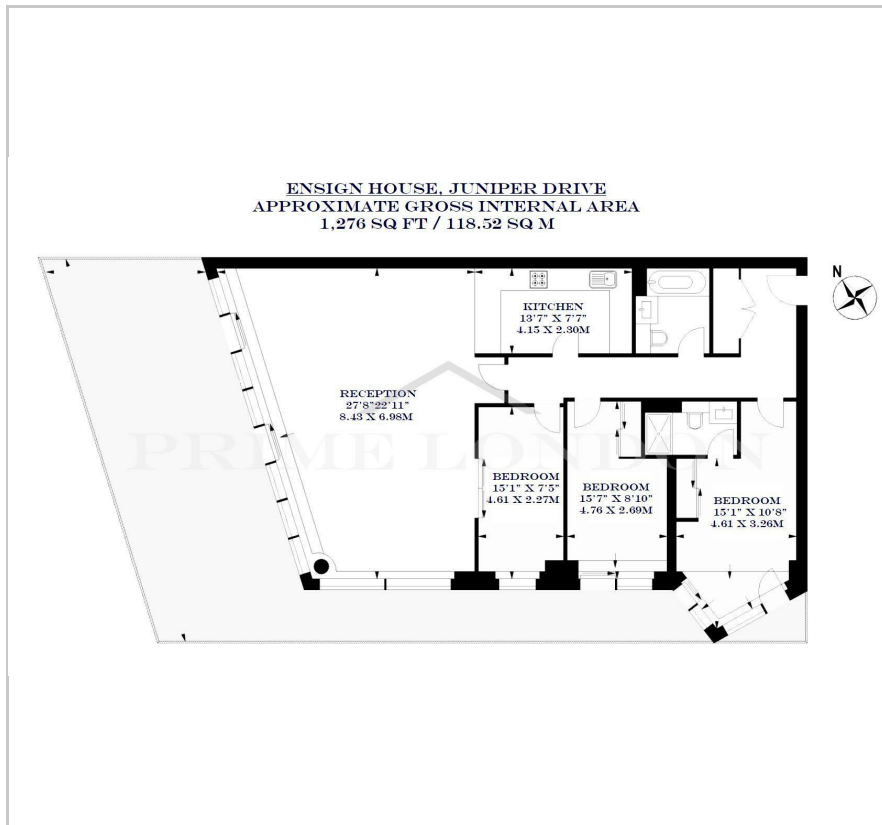 ENSIGN HOUSE, JUNIPER DRIVE
APPROXIMATE GROSS INTERNAL AREA
1,276 SQ FT / 118.52 SQ M
N
KITCHEN
13'7" X 7'7"
4.15 X 2.30M
RECEPTION
27'8"22'11"
8.43 X 6.98M
PRIME LONDON
BEDROOM
15'1" X 7'5"
4.61 X 2.27M
BEDROOM
15'7" X 8'10"
4.76 X 2.69M
BEDROOM
15'1" X 10'8"
4.61 X 3.26M